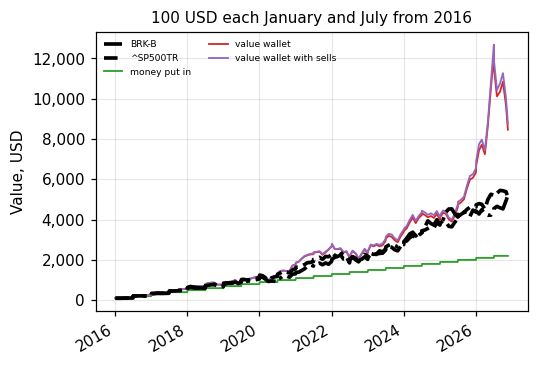 100 USD each January and July from 2016
BRK-B
^SP500TR
money put in
value wallet
value wallet with sells
Value, USD
12,000
10,000
8,000
6,000
4,000
2,000
0
2016
2018
2020
2022
2024
2026